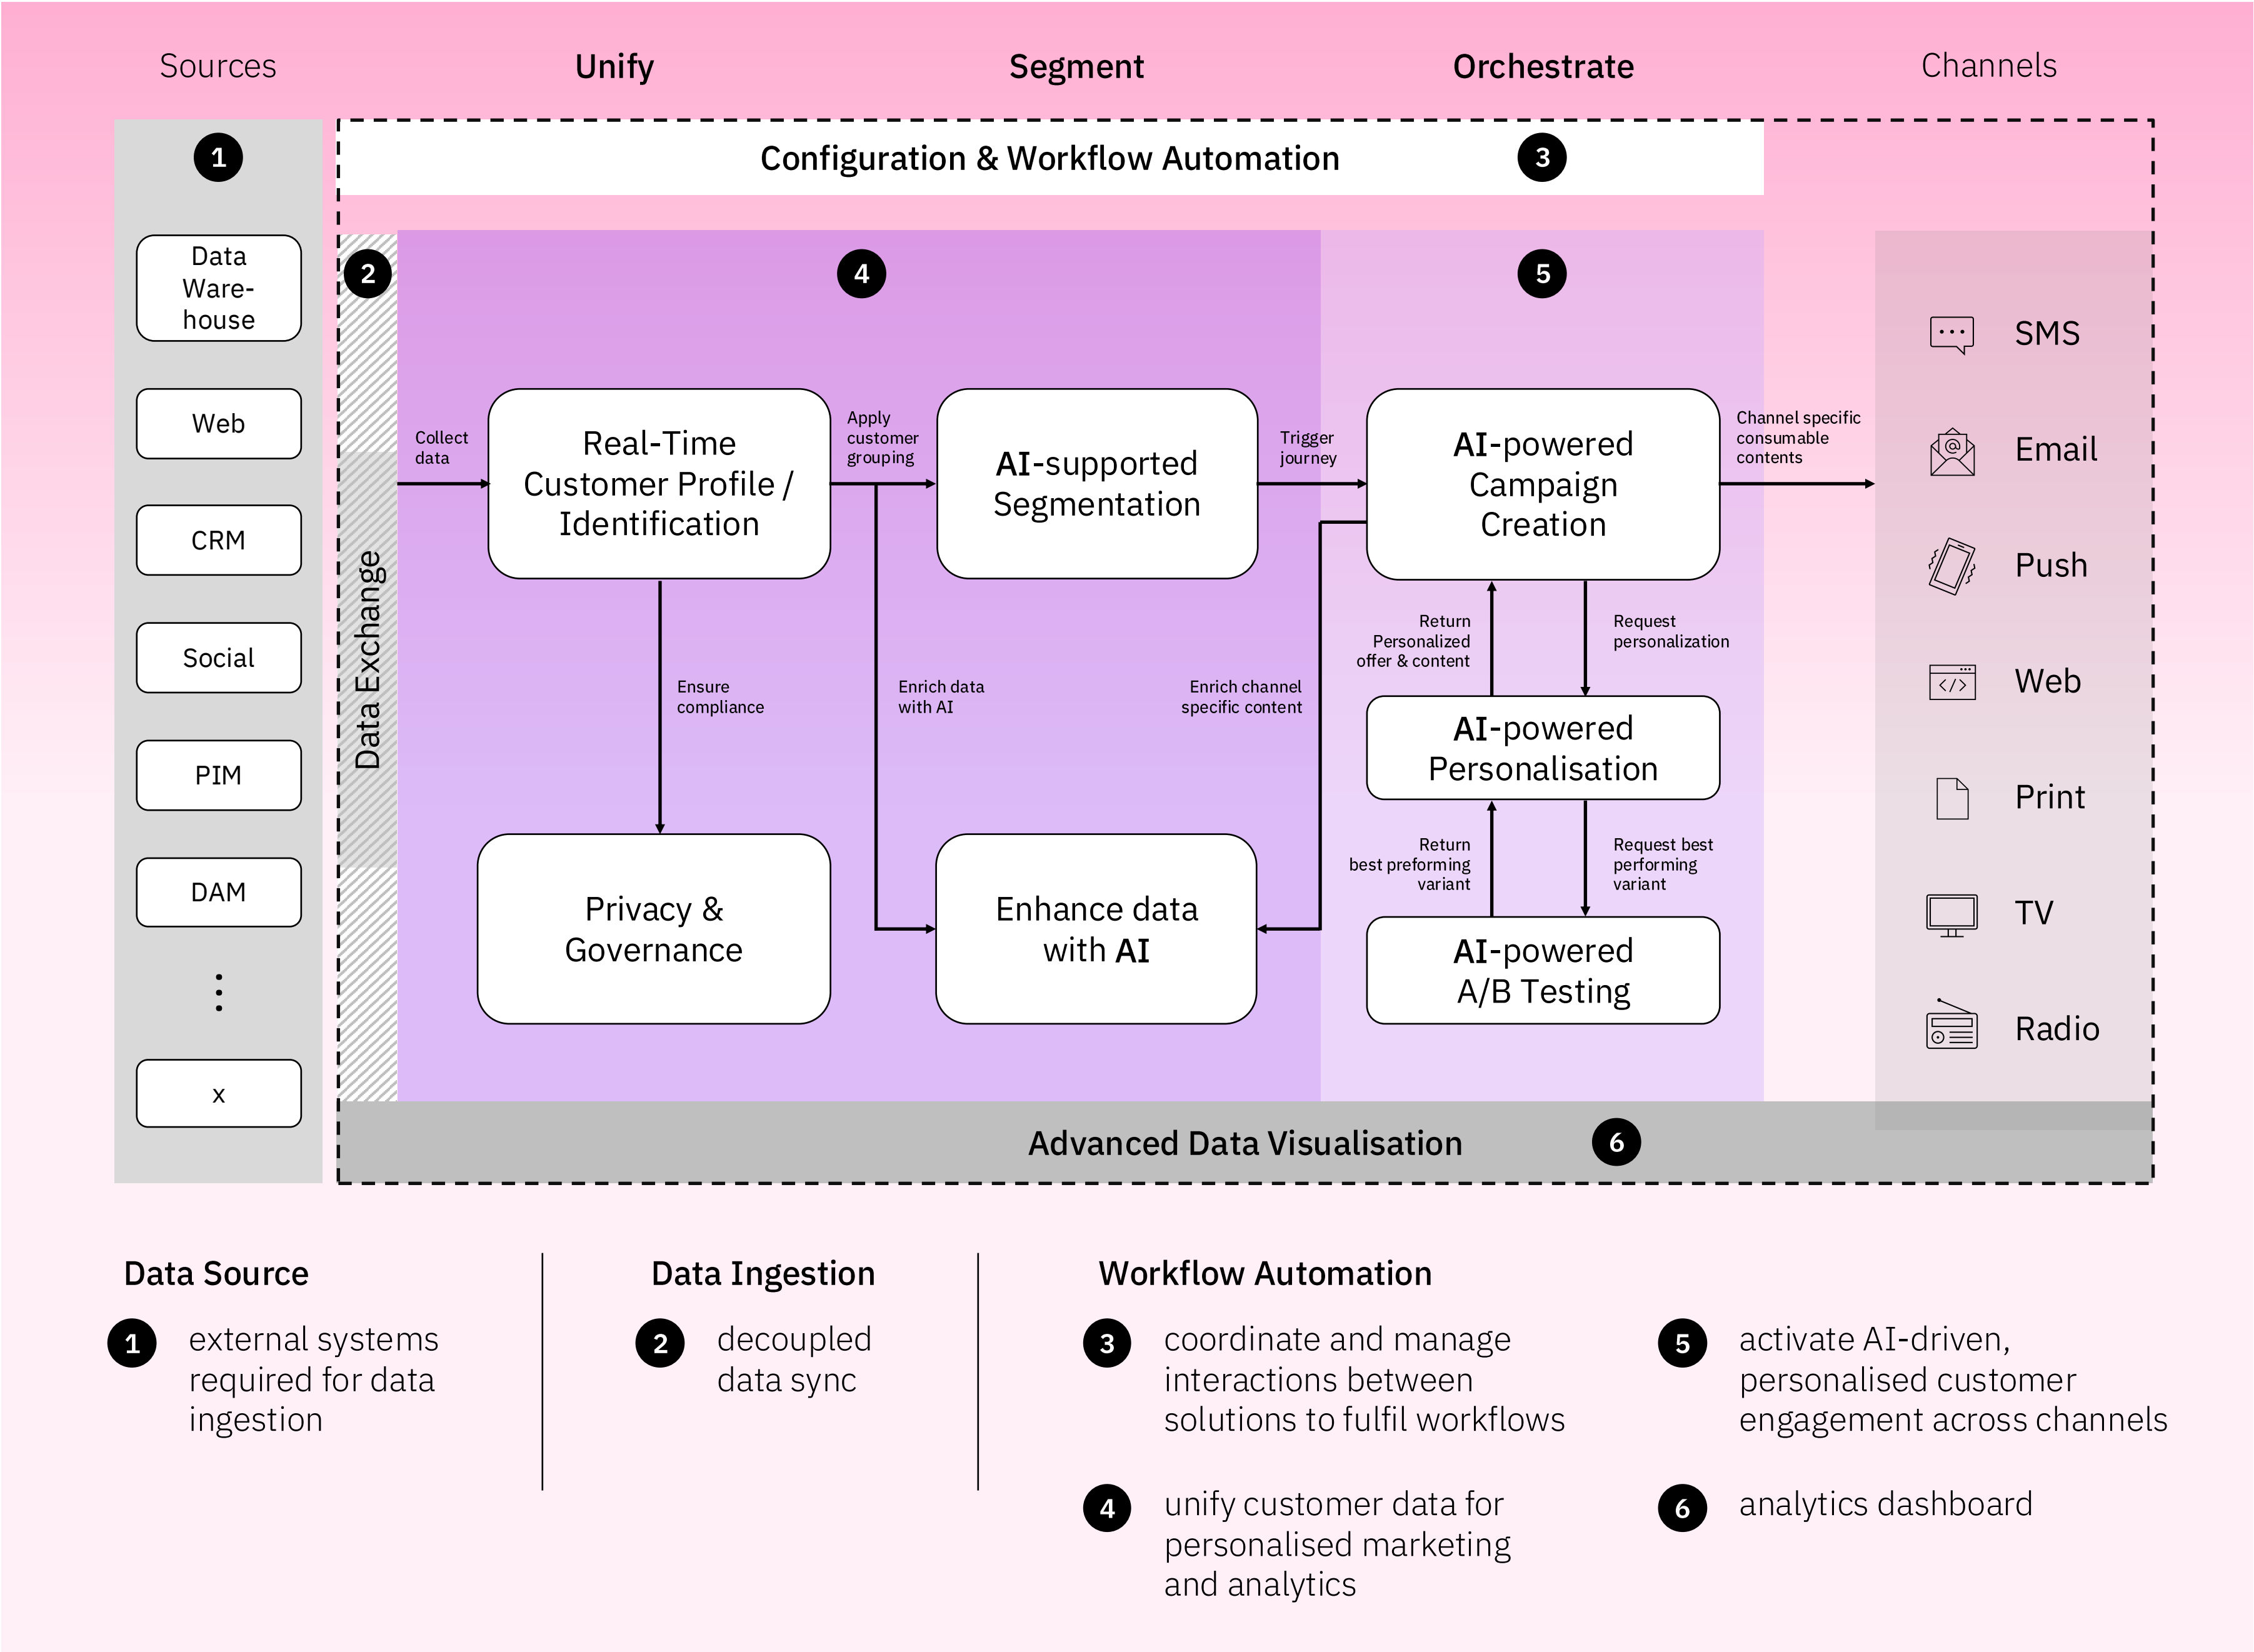 Sources
Unify
Segment
Orchestrate
Channels
1
Configuration & Workflow Automation
3
Data
Ware-
house
Web
CRM
Social
PIM
DAM
x
2
Data Exchange
4
5
Collect
data
Real-Time
Customer Profile /
Identification
Apply
customer
grouping
AI-supported
Segmentation
Trigger
journey
AI-powered
Campaign
Creation
Channel specific
consumable
contents
Ensure
compliance
Enrich data
with AI
Enrich channel
specific content
Return
Personalized
offer & content
Request
personalization
AI-powered
Personalisation
Return
best preforming
variant
Request best
performing
variant
Privacy &
Governance
Enhance data
with AI
AI-powered
A/B Testing
SMS
Email
Push
Web
Print
TV
Radio
Advanced Data Visualisation
6
Data Source
1
external systems
required for data
ingestion
Data Ingestion
2
decoupled
data sync
Workflow Automation
3
coordinate and manage
interactions between
solutions to fulfil workflows
4
unify customer data for
personalised marketing
and analytics
5
activate AI-driven,
personalised customer
engagement across channels
6
analytics dashboard